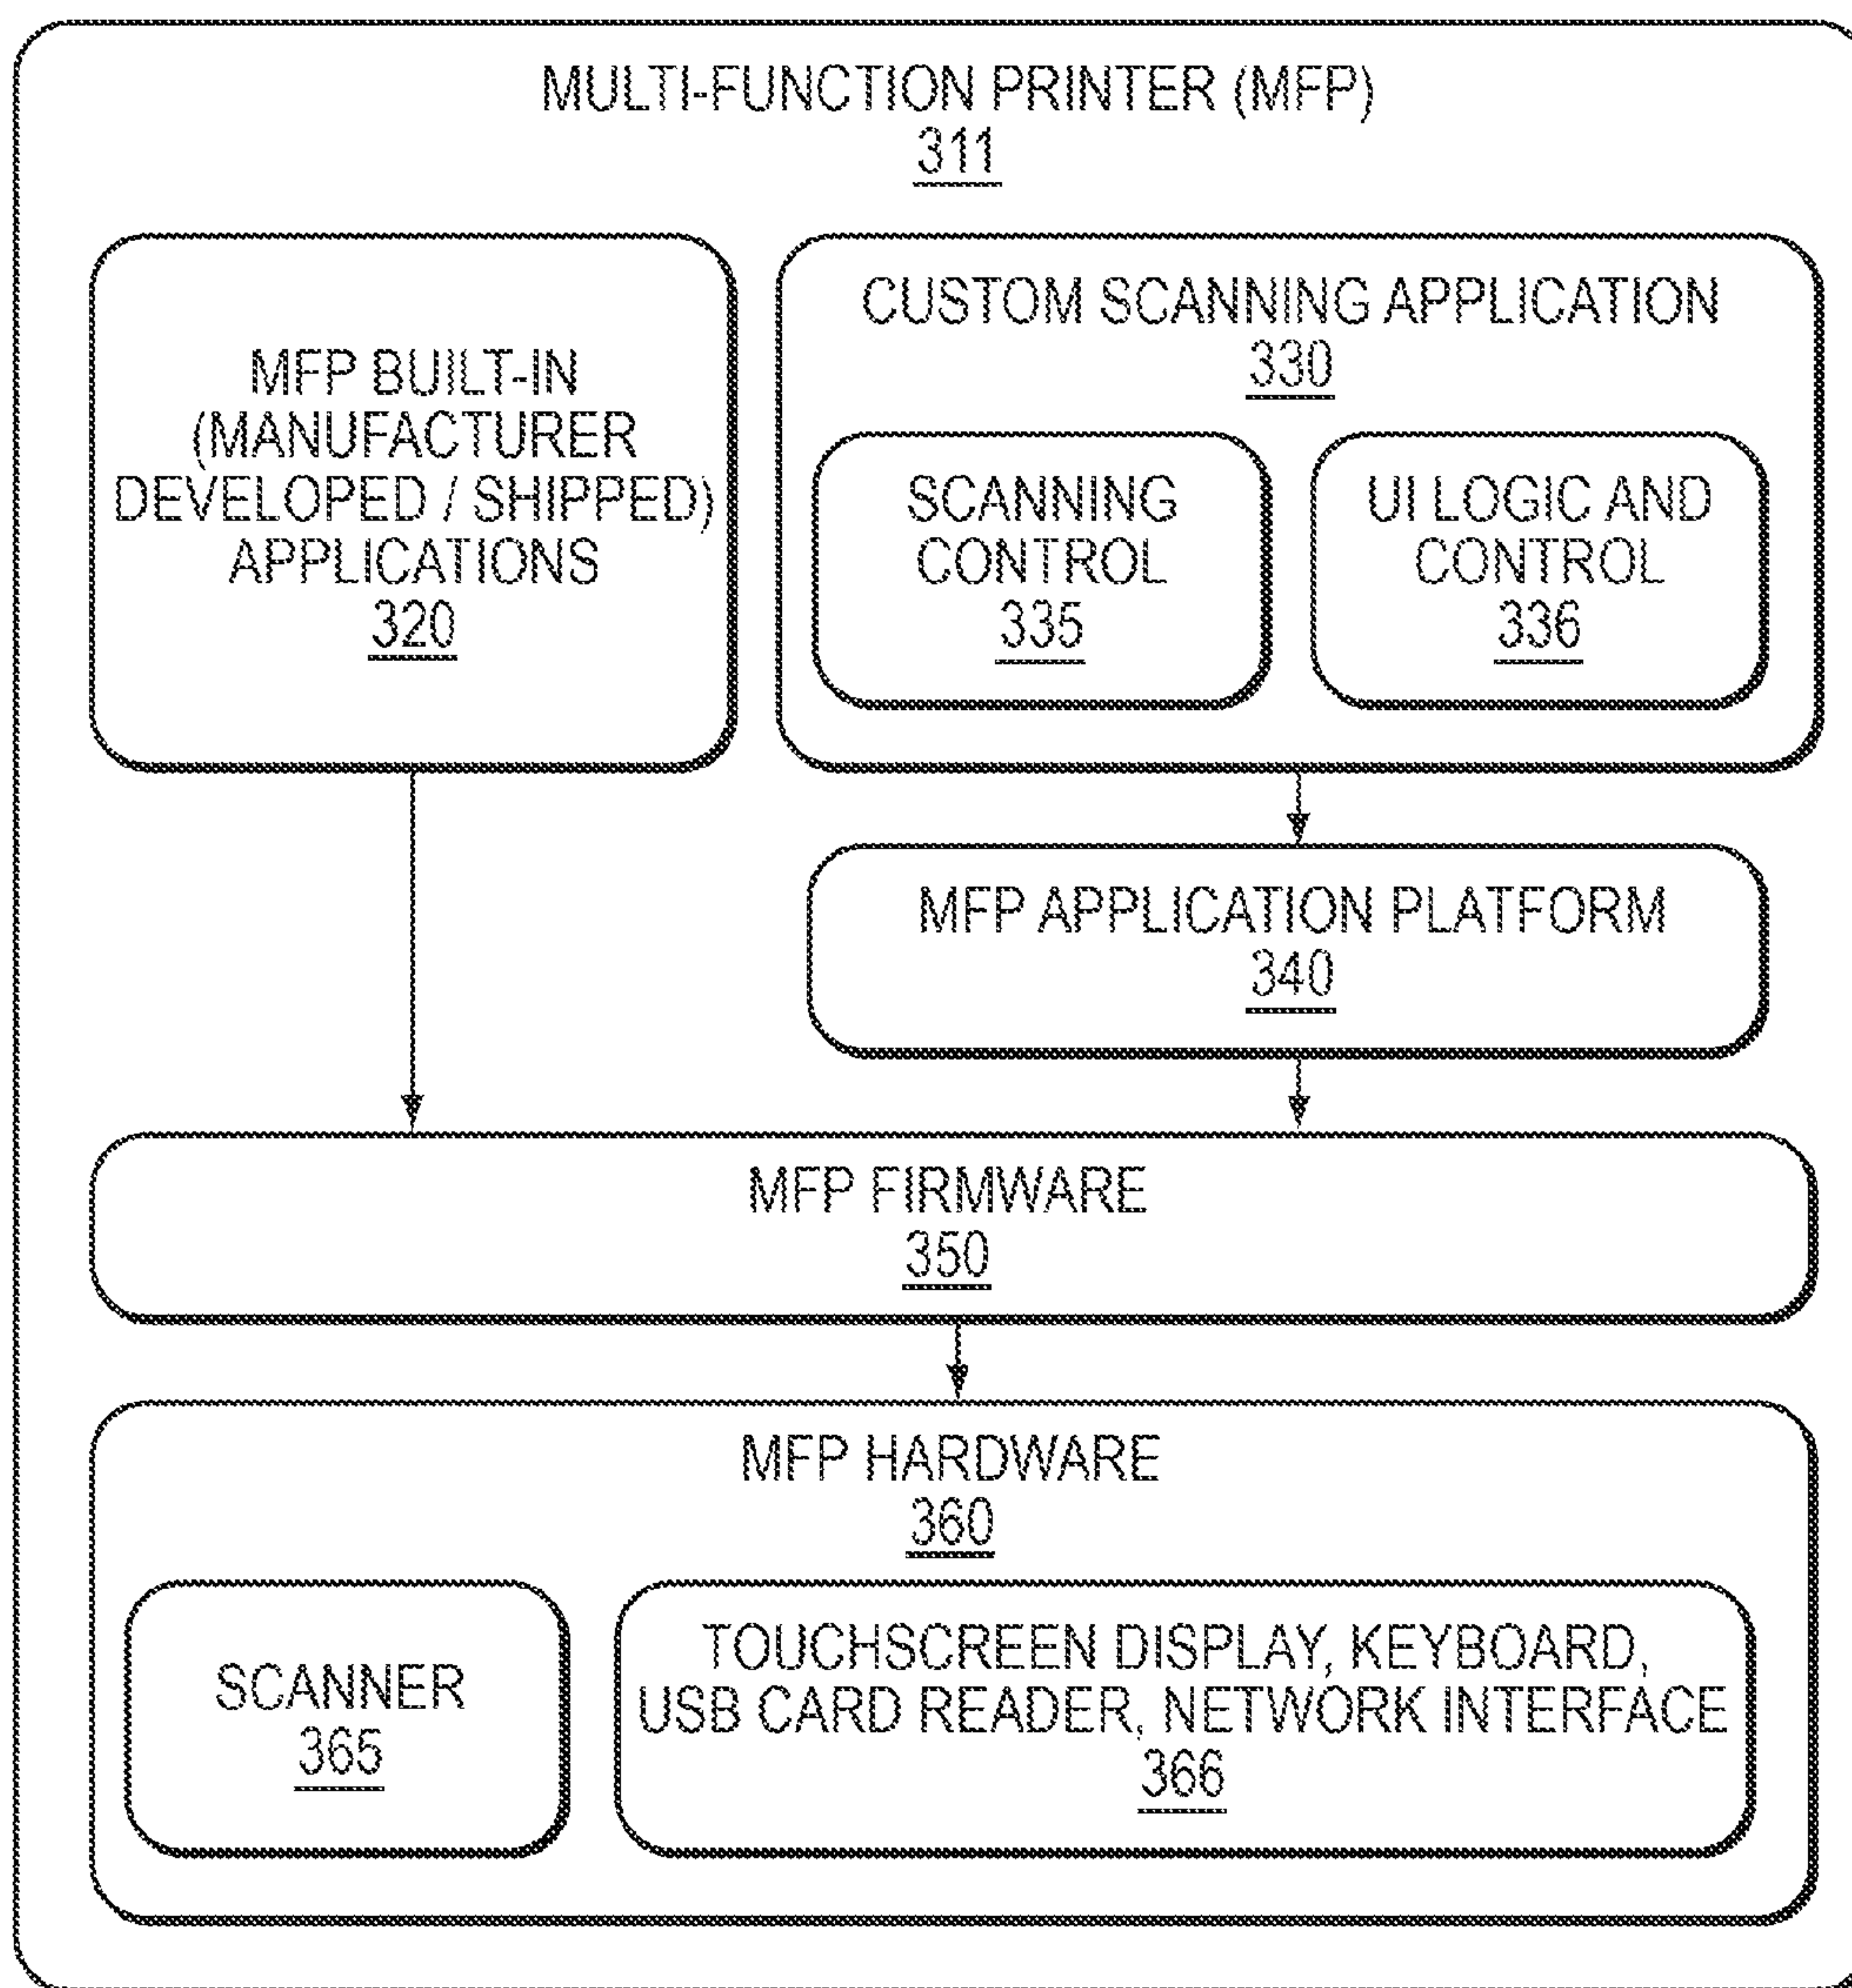 MULTI-FUNCTION PRINTER (MFP)
311
MFP BUILT-IN
(MANUFACTURER
DEVELOPED / SHIPPED)
APPLICATIONS
320
CUSTOM SCANNING APPLICATION
330
SCANNING
CONTROL
335
UI LOGIC AND
CONTROL
336
MFP APPLICATION PLATFORM
340
MFP FIRMWARE
350
MFP HARDWARE
360
SCANNER
365
TOUCHSCREEN DISPLAY, KEYBOARD,
USB CARD READER, NETWORK INTERFACE
366